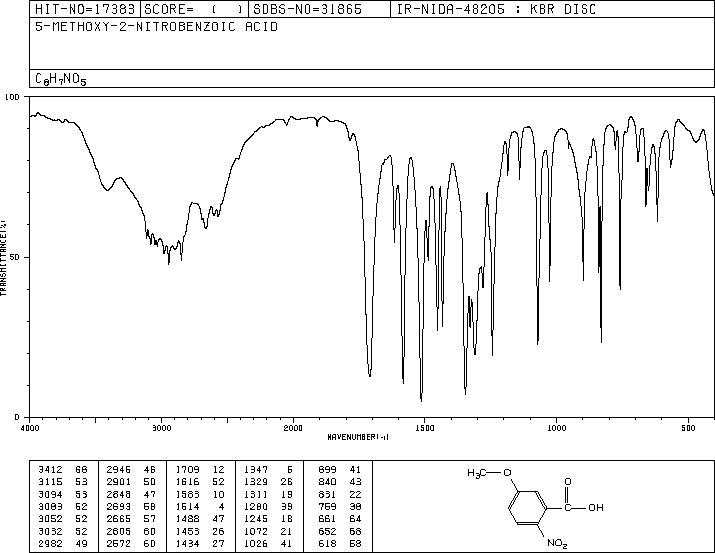 HIT-NO=17383 SCORE= ( ) SDBS-NO=31865 IR-NIDA-48205 : KBR DISC
5-METHOXY-2-NITROBENZOIC ACID
C8H7NO5
100
50
0
TRANSMITTANCE(%)
4000 3000 2000 1500 1000 500
WAVENUMBER(-1)
3412 68 2946 46 1709 12 1347 6 899 41
3115 53 2901 50 1616 52 1329 26 840 43
3094 53 2848 47 1583 10 1311 19 831 22
3083 52 2693 58 1514 4 1280 39 759 38
3052 52 2665 57 1488 47 1245 18 661 64
3032 52 2605 60 1453 26 1072 21 652 68
2982 49 2572 60 1434 27 1026 41 618 58
H3C O O
OH
NO2